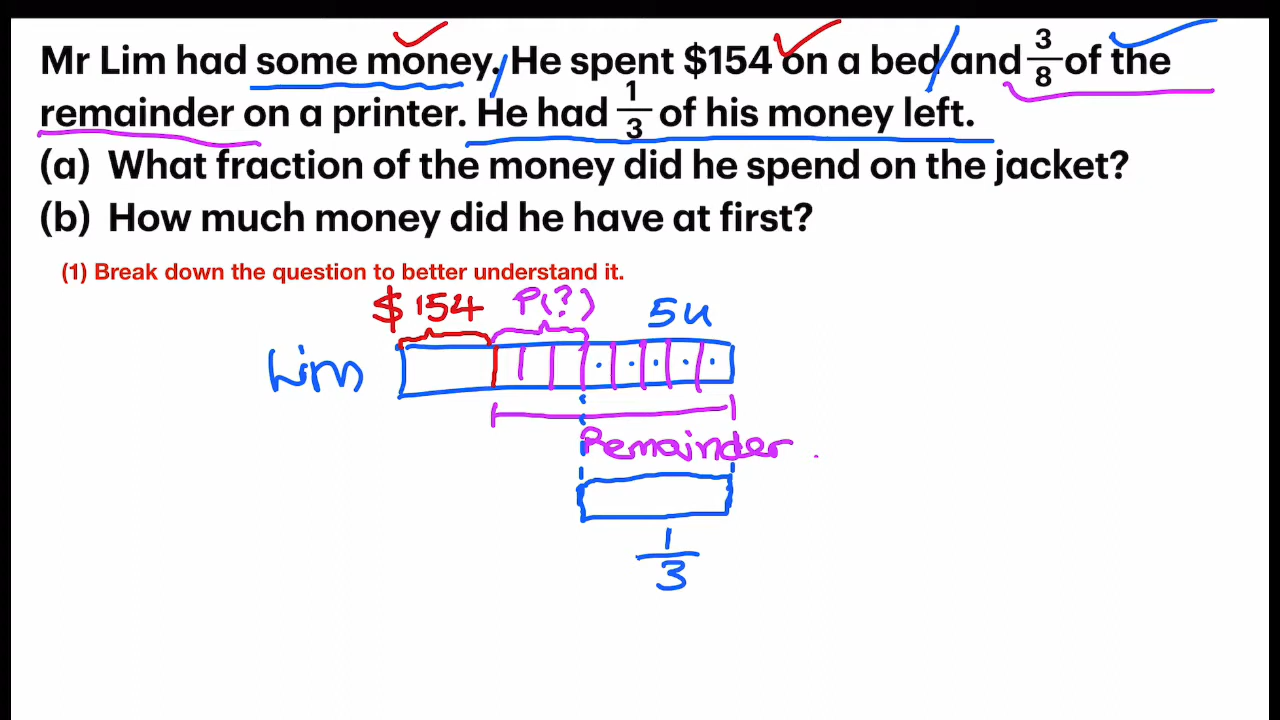 Mr Lim had some money. He spent $154 on a bed and 3/8 of the
remainder on a printer. He had 1/3 of his money left.
(a) What fraction of the money did he spend on the jacket?
(b) How much money did he have at first?
(1) Break down the question to better understand it.
$154 P(?) 5u
Lim
Remainder.
1/3